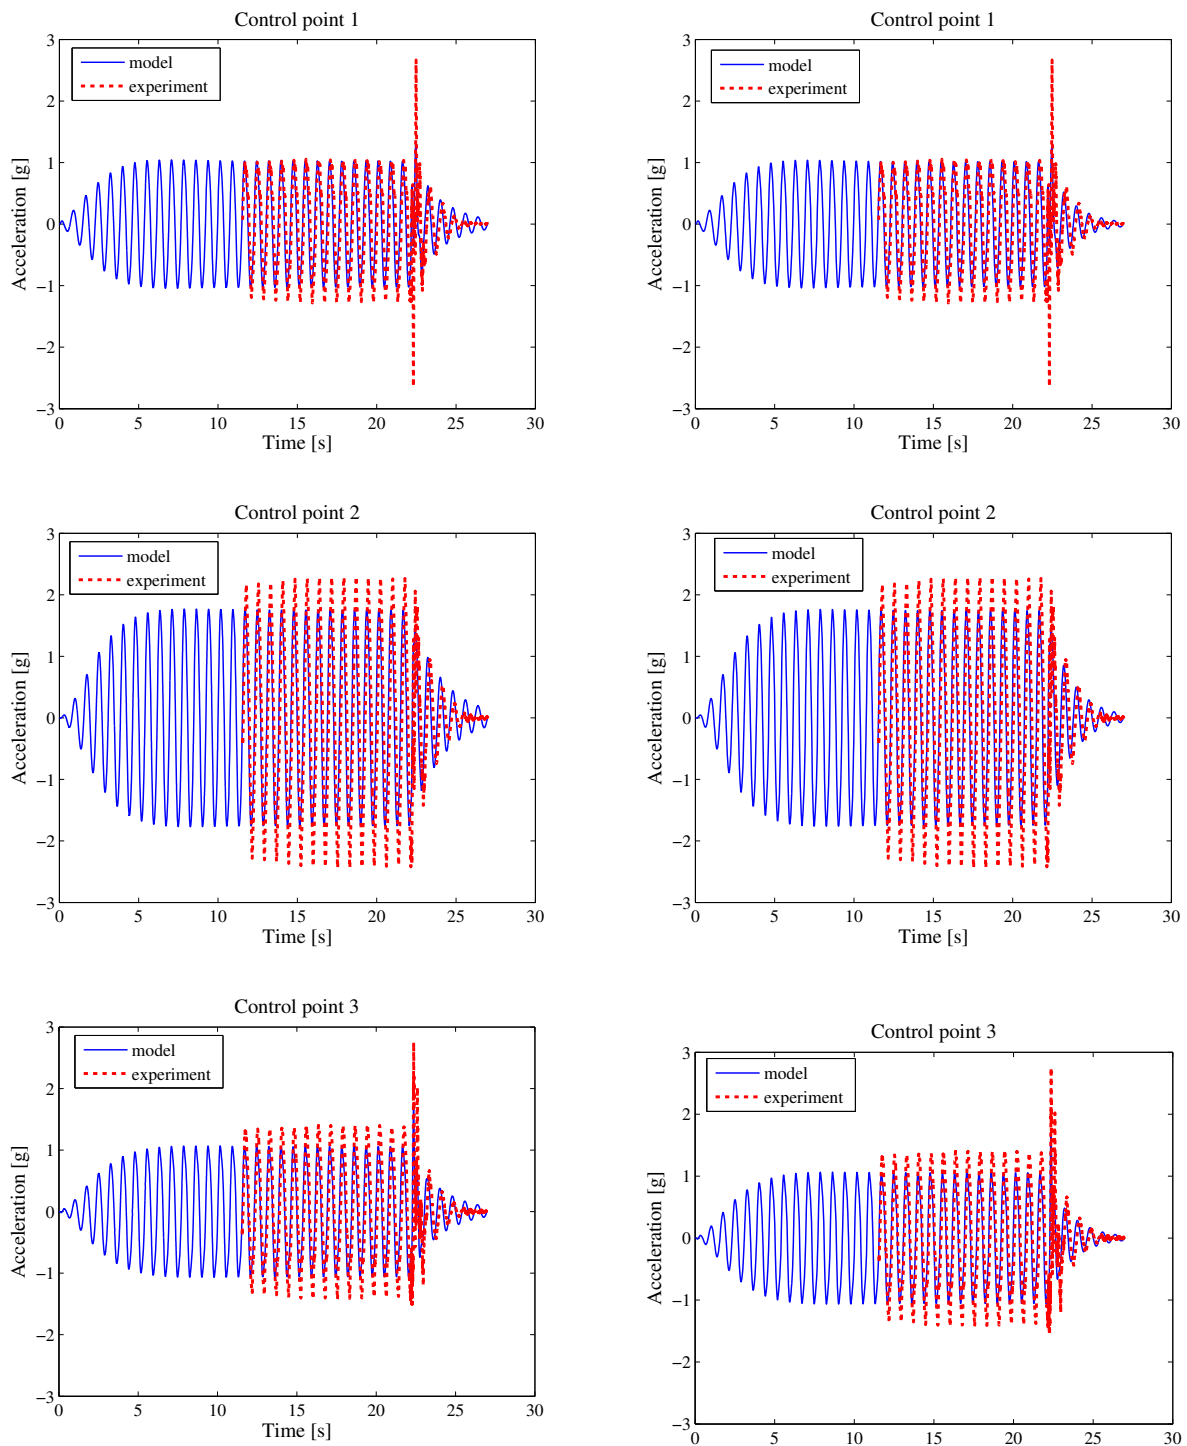 Control point 1
3
2
1
0
−1
−2
−3
Acceleration [g]
model
experiment
0 5 10 15 20 25 30
Time [s]
Control point 1
3
2
1
0
−1
−2
−3
Acceleration [g]
model
experiment
0 5 10 15 20 25 30
Time [s]
Control point 2
3
2
1
0
−1
−2
−3
Acceleration [g]
model
experiment
0 5 10 15 20 25 30
Time [s]
Control point 2
3
2
1
0
−1
−2
−3
Acceleration [g]
model
experiment
0 5 10 15 20 25 30
Time [s]
Control point 3
3
2
1
0
−1
−2
−3
Acceleration [g]
model
experiment
0 5 10 15 20 25 30
Time [s]
Control point 3
3
2
1
0
−1
−2
−3
Acceleration [g]
model
experiment
0 5 10 15 20 25 30